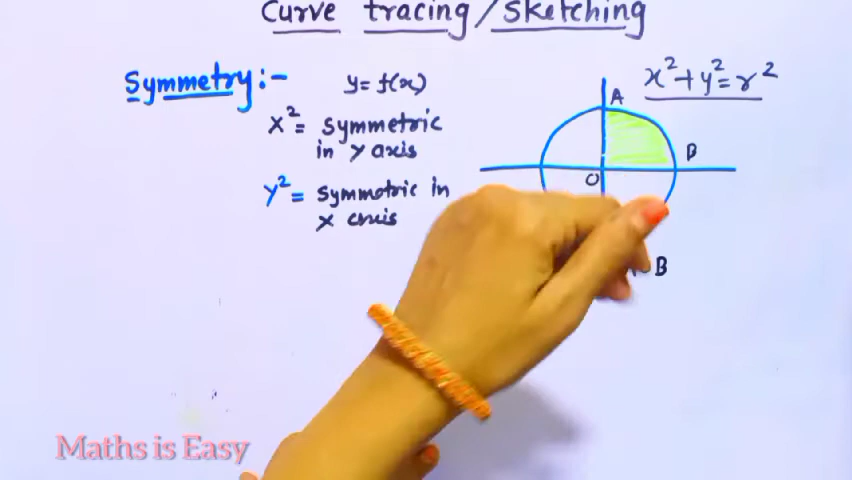 Curve tracing/Sketching
Symmetry:-
y = f(x)
x² + y² = r²
X² = Symmetric
in y axis
Y² = Symmetric in
X axis
A
B
O
B
Maths is Easy